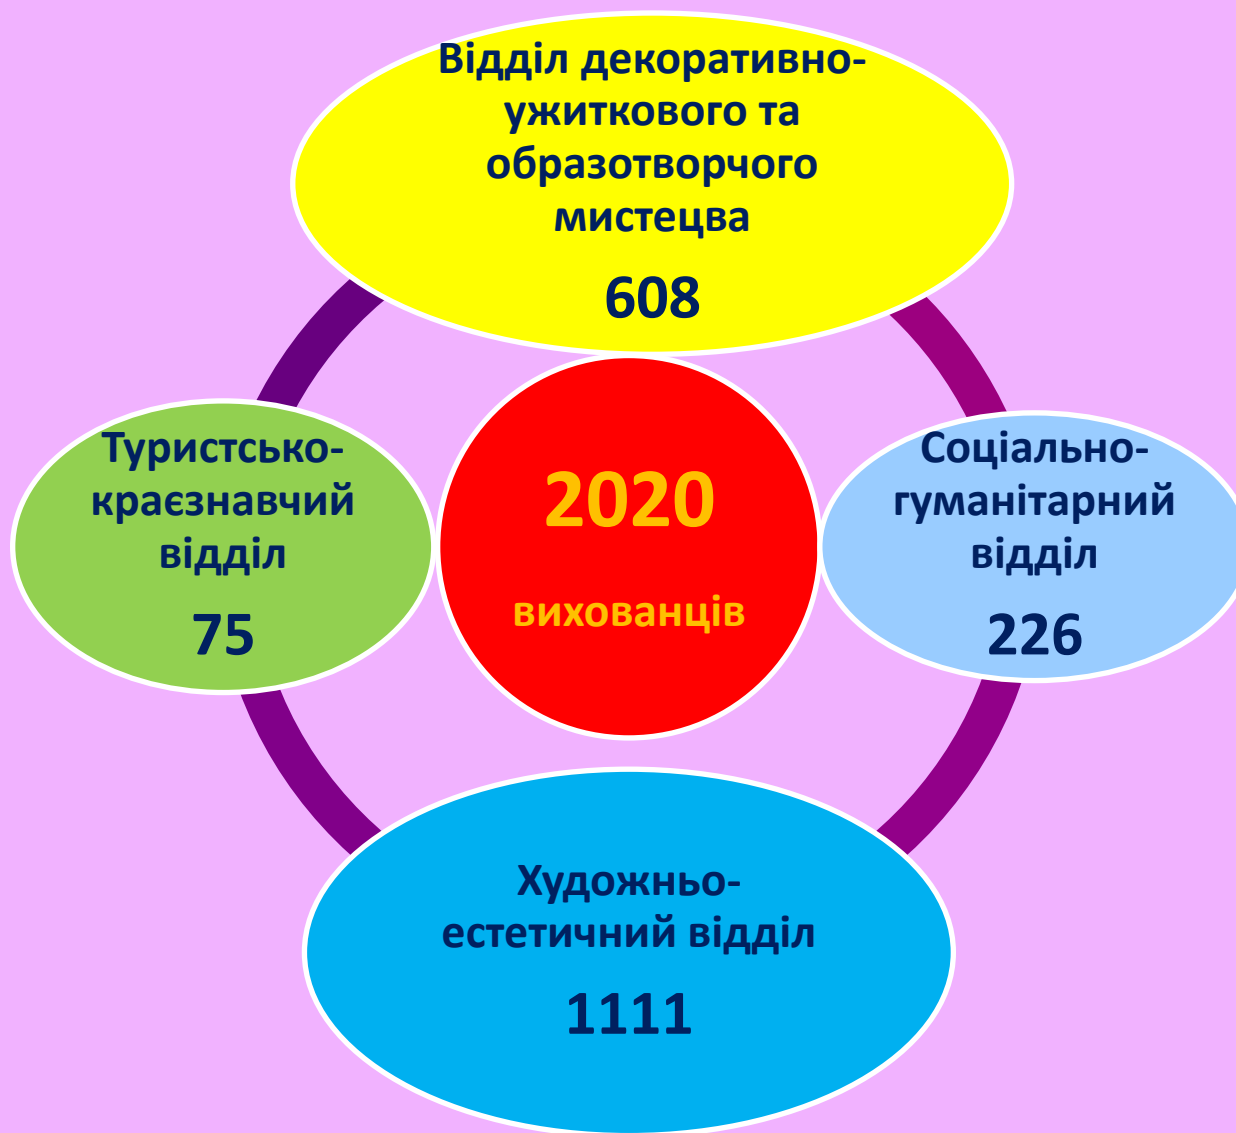 Відділ декоративно-
ужиткового та
образотворчого
мистецва
608
Туристсько-
краєзнавчий
відділ
75
2020
вихованців
Соціально-
гуманітарний
відділ
226
Художньо-
естетичний відділ
1111